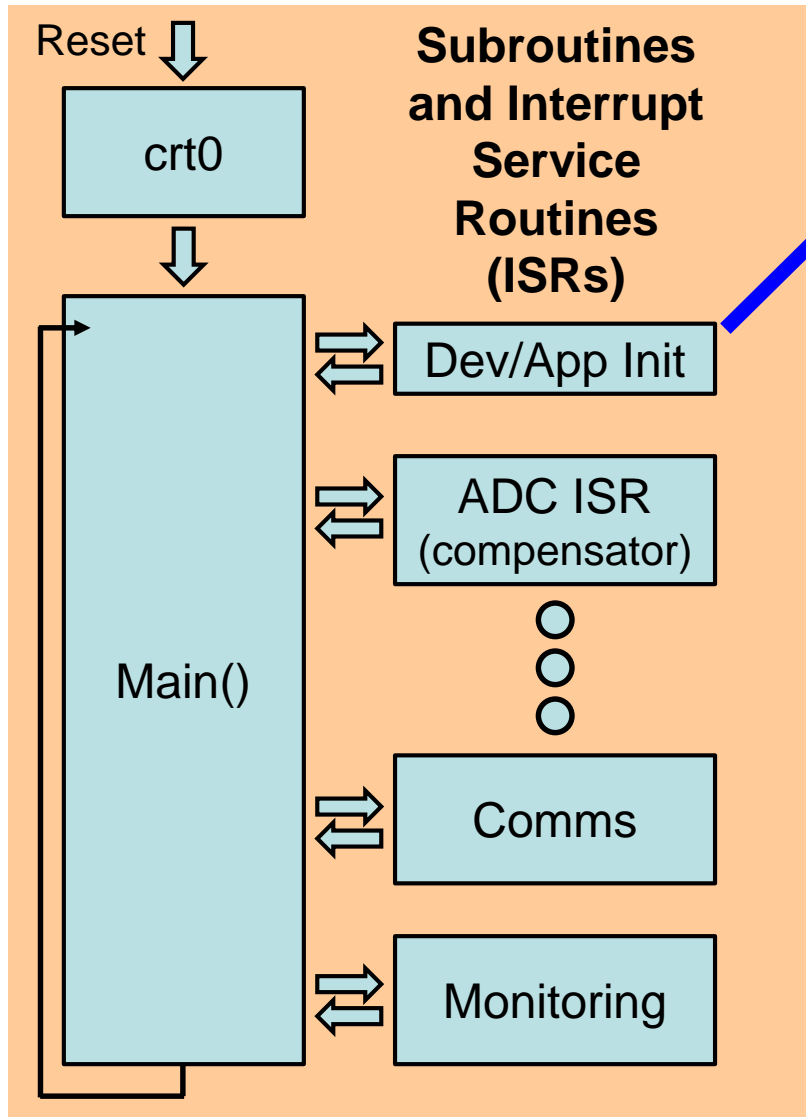 Reset
Subroutines
and Interrupt
Service
Routines
(ISRs)
crt0
Main()
Dev/App Init
ADC ISR
(compensator)
Comms
Monitoring